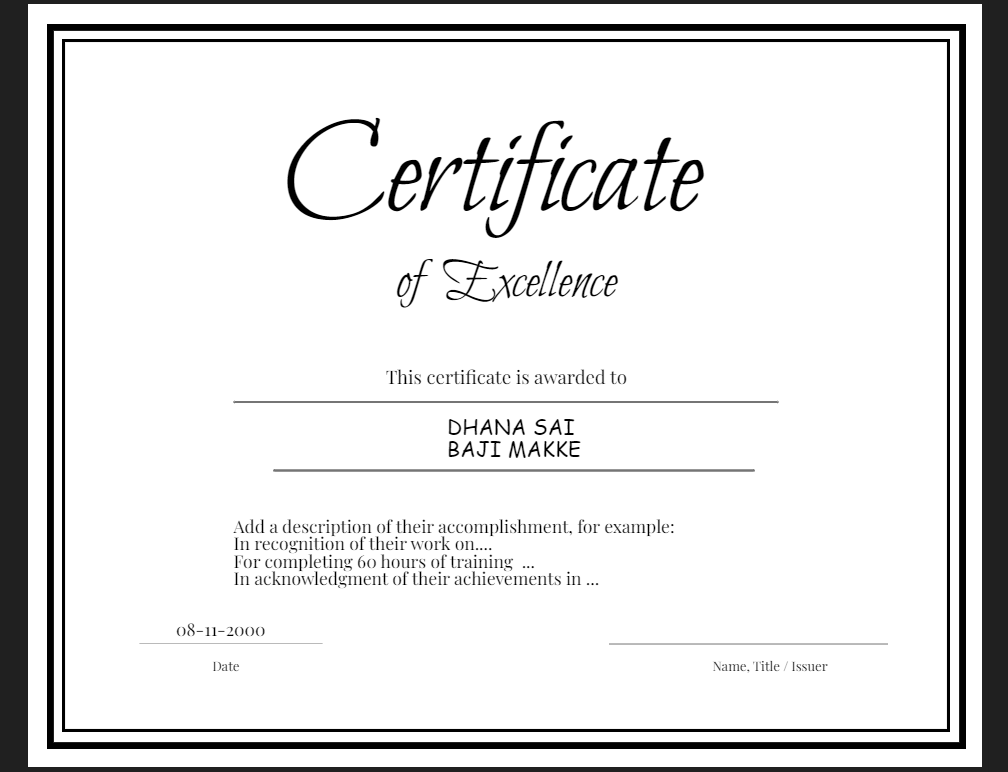 Certificate
of Excellence
This certificate is awarded to
DHANA SAI
BAJI MAKKE
Add a description of their accomplishment, for example:
In recognition of their work on....
For completing 60 hours of training  ...
In acknowledgment of their achievements in ...
08-11-2000
Date
Name, Title / Issuer